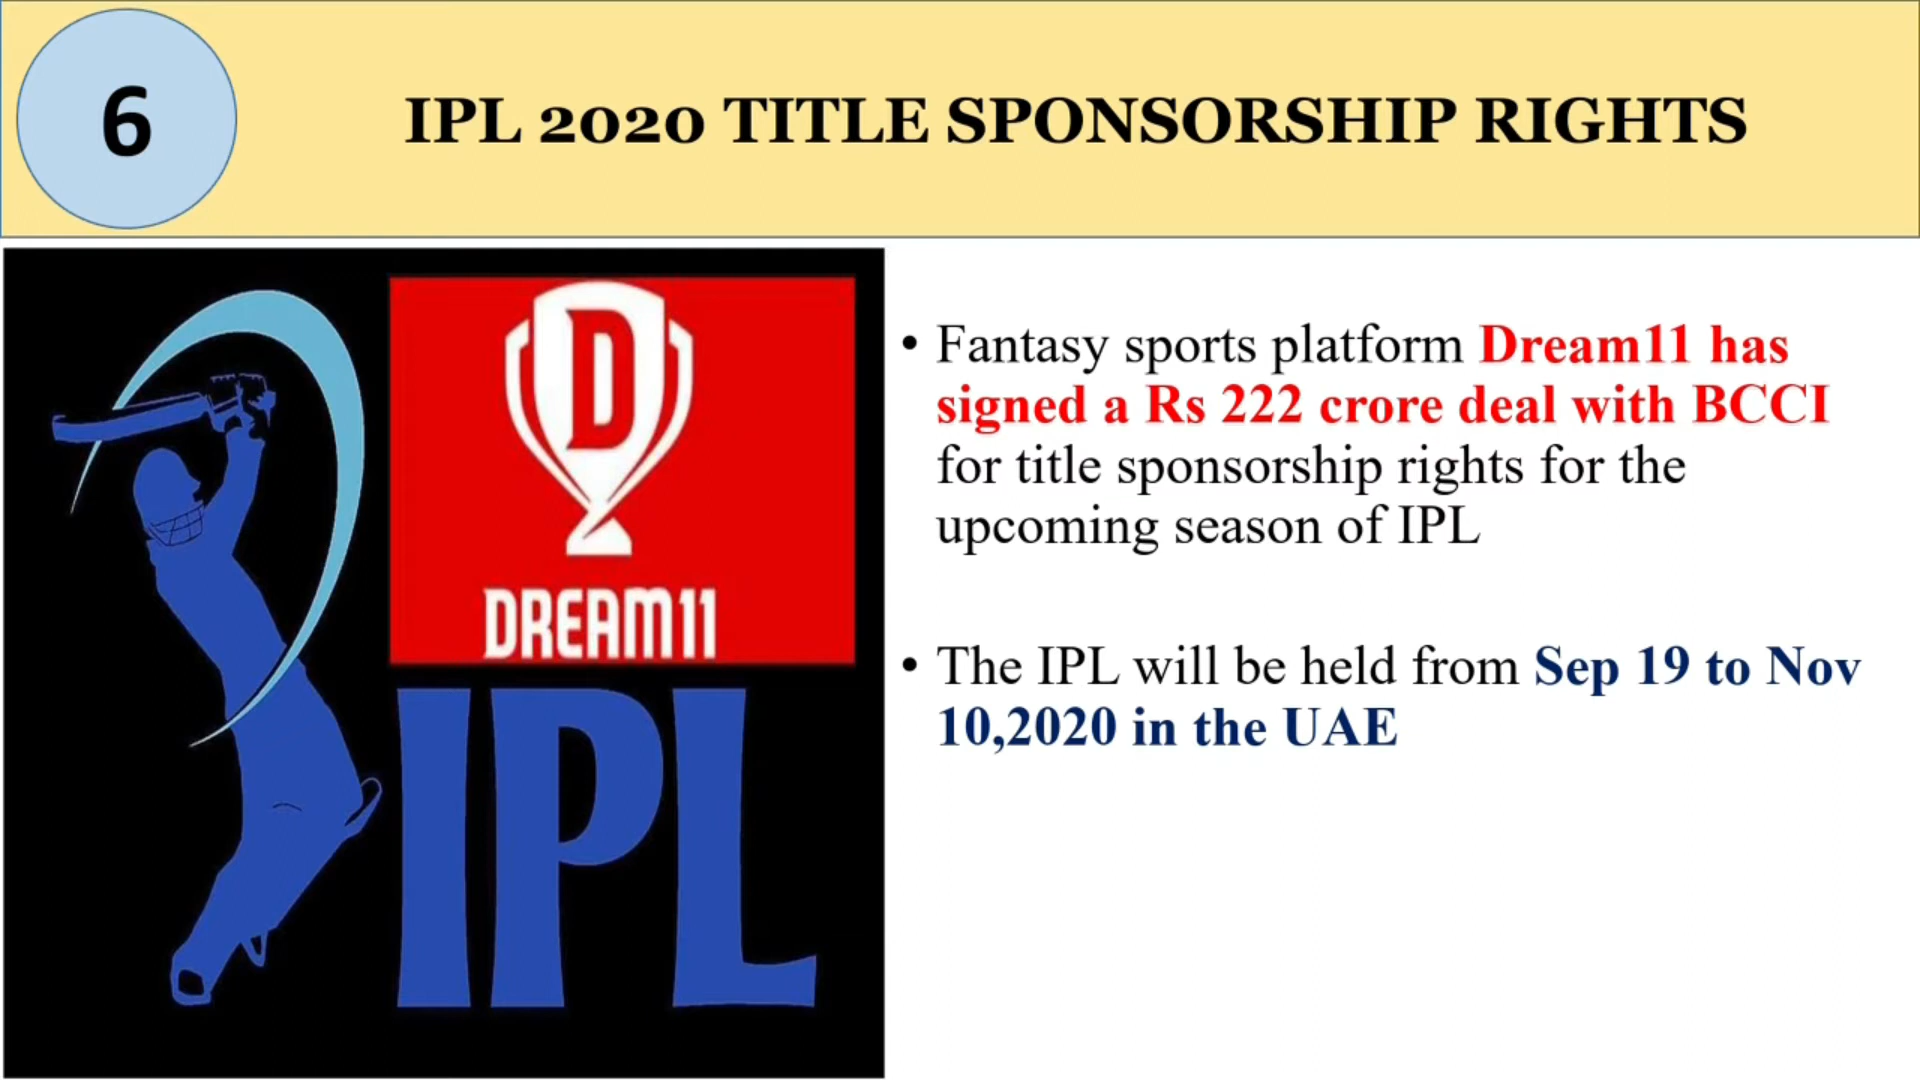 6
IPL 2020 TITLE SPONSORSHIP RIGHTS
D
DREAM11
IPL
• Fantasy sports platform Dream11 has
signed a Rs 222 crore deal with BCCI
for title sponsorship rights for the
upcoming season of IPL
• The IPL will be held from Sep 19 to Nov
10,2020 in the UAE